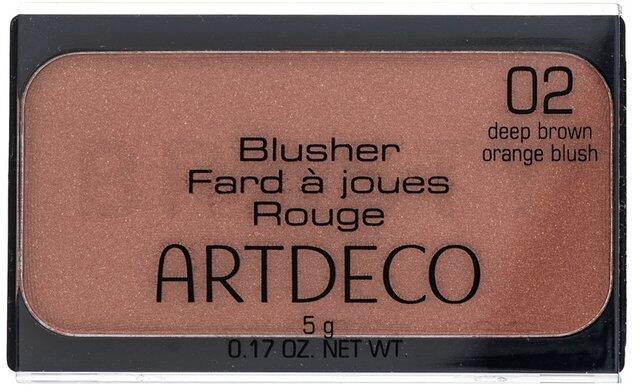 02
deep brown
orange blush
Blusher
Fard à joues
Rouge
ARTDECO
5 g
0.17 OZ. NET WT.